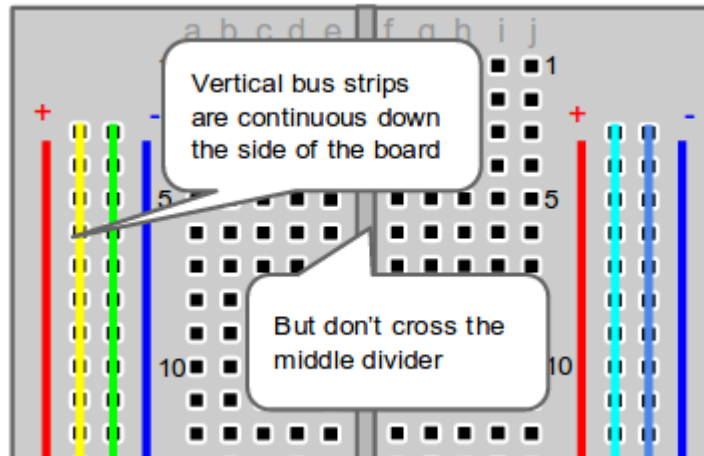 a b c d e f g h i j
1
Vertical bus strips
are continuous down
the side of the board
+ - + -
5 5
But don't cross the
middle divider
10 10